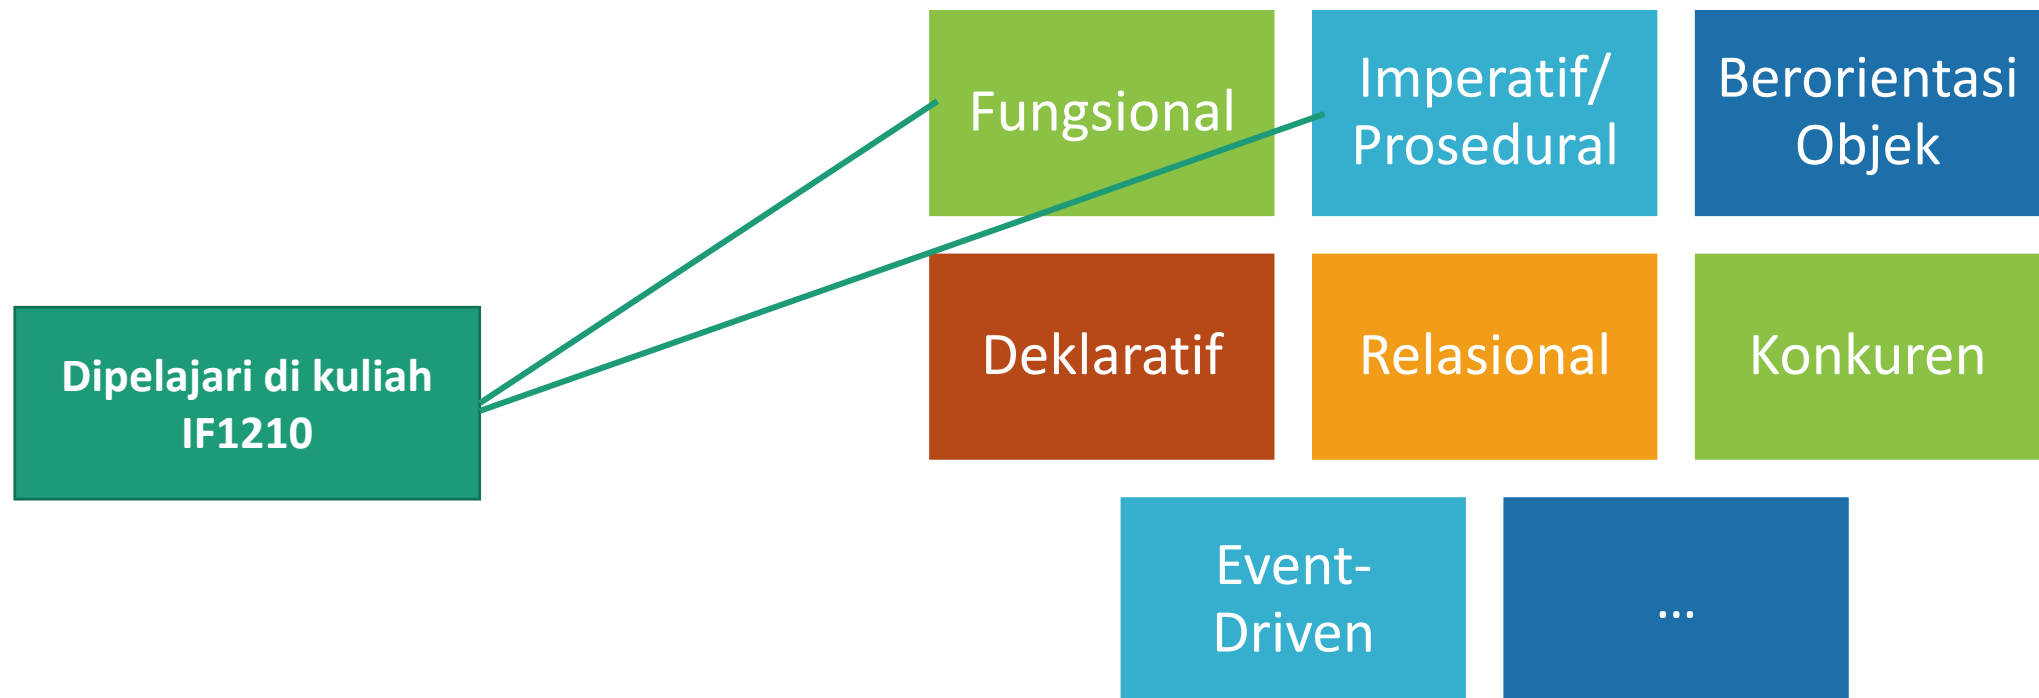 Fungsional
Imperatif/
Prosedural
Berorientasi
Objek
Dipelajari di kuliah
IF1210
Deklaratif
Relasional
Konkuren
Event-
Driven
...